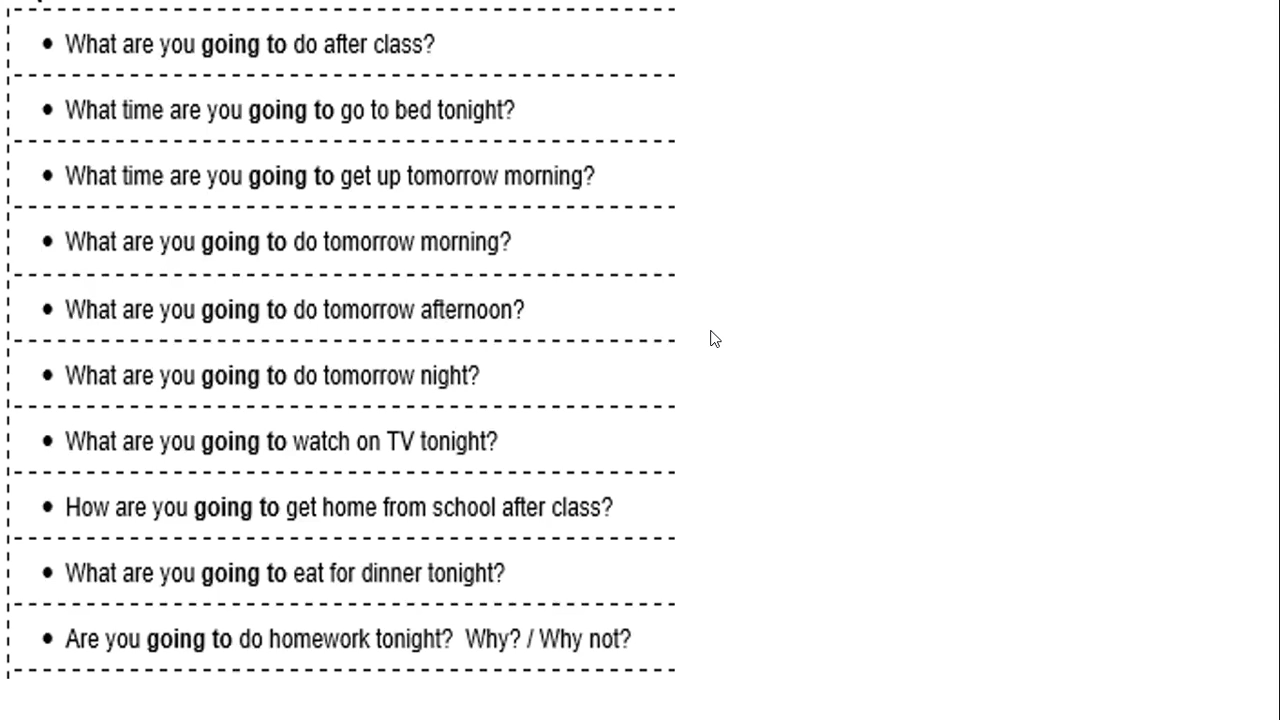 • What are you going to do after class?
• What time are you going to go to bed tonight?
• What time are you going to get up tomorrow morning?
• What are you going to do tomorrow morning?
• What are you going to do tomorrow afternoon?
• What are you going to do tomorrow night?
• What are you going to watch on TV tonight?
• How are you going to get home from school after class?
• What are you going to eat for dinner tonight?
• Are you going to do homework tonight?  Why? / Why not?